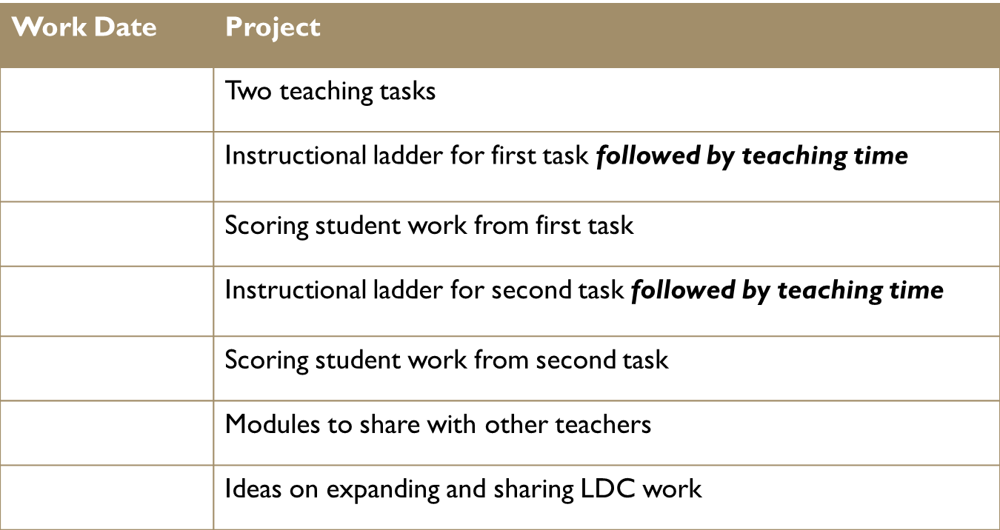 Work Date Project
Two teaching tasks
Instructional ladder for first task followed by teaching time
Scoring student work from first task
Instructional ladder for second task followed by teaching time
Scoring student work from second task
Modules to share with other teachers
Ideas on expanding and sharing LDC work